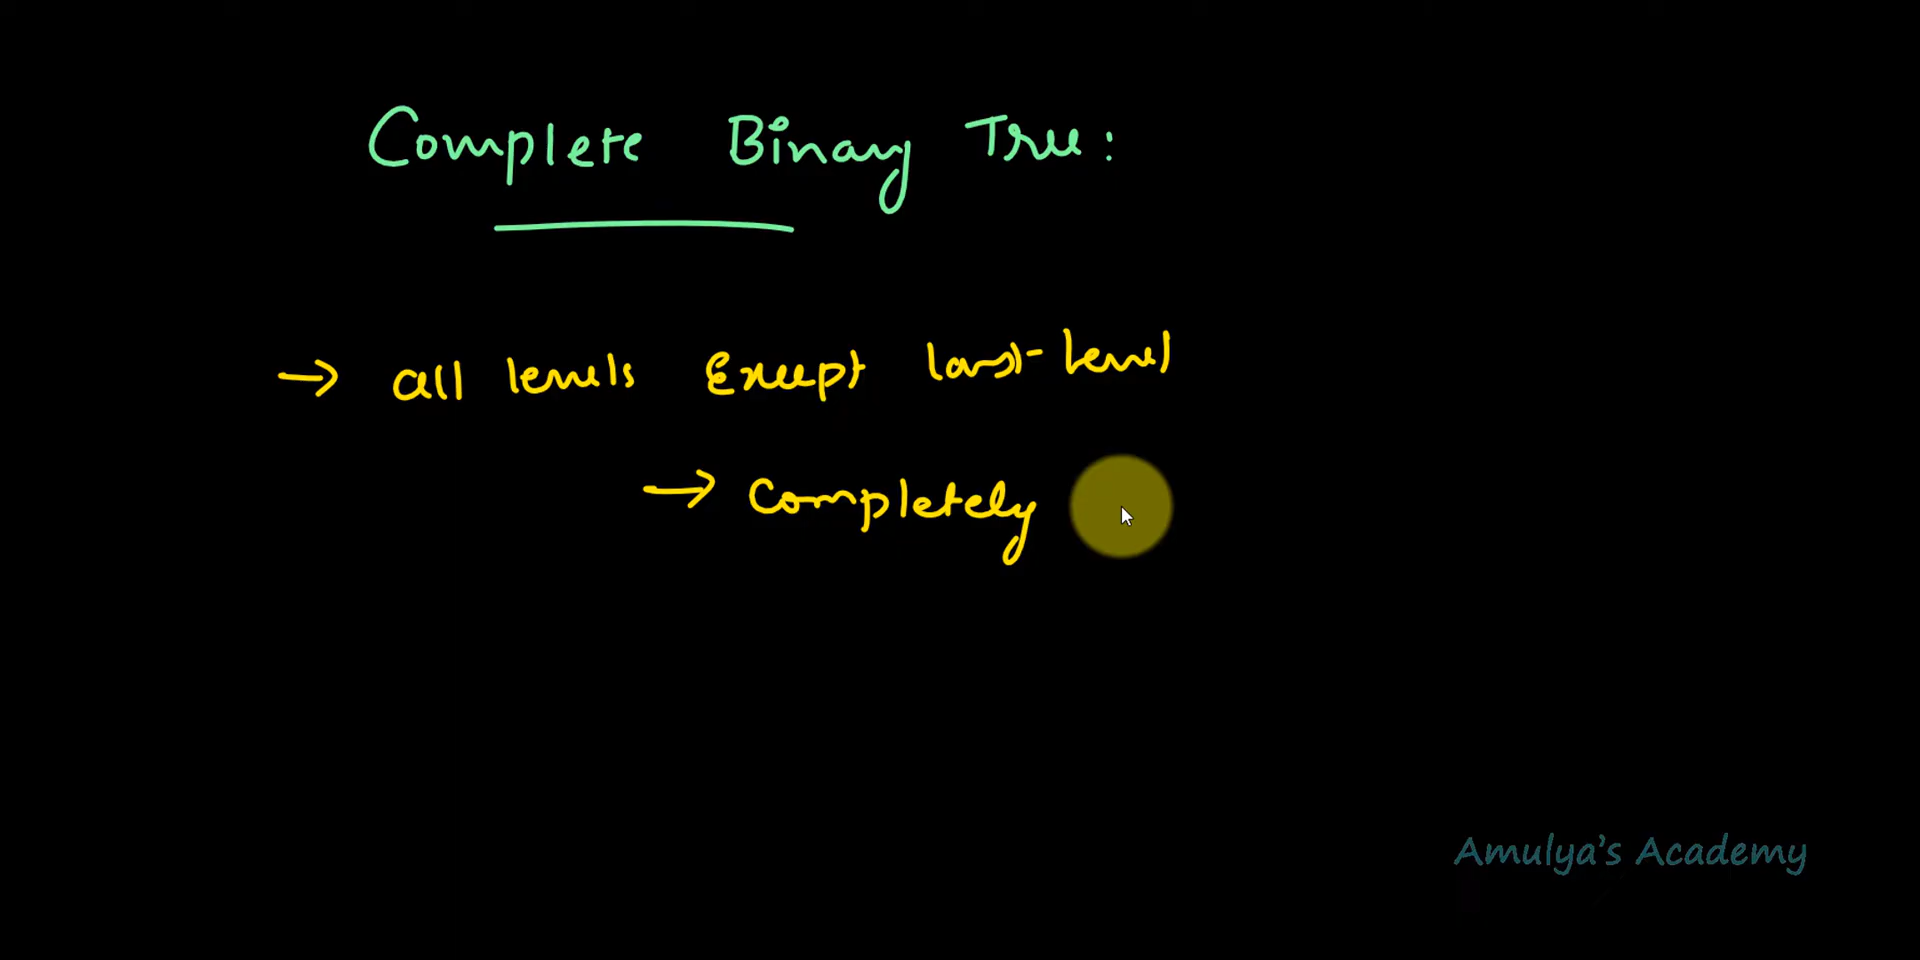 Complete Binary Tree:
→ all levels Except last-level
→ Completely
Amulya's Academy